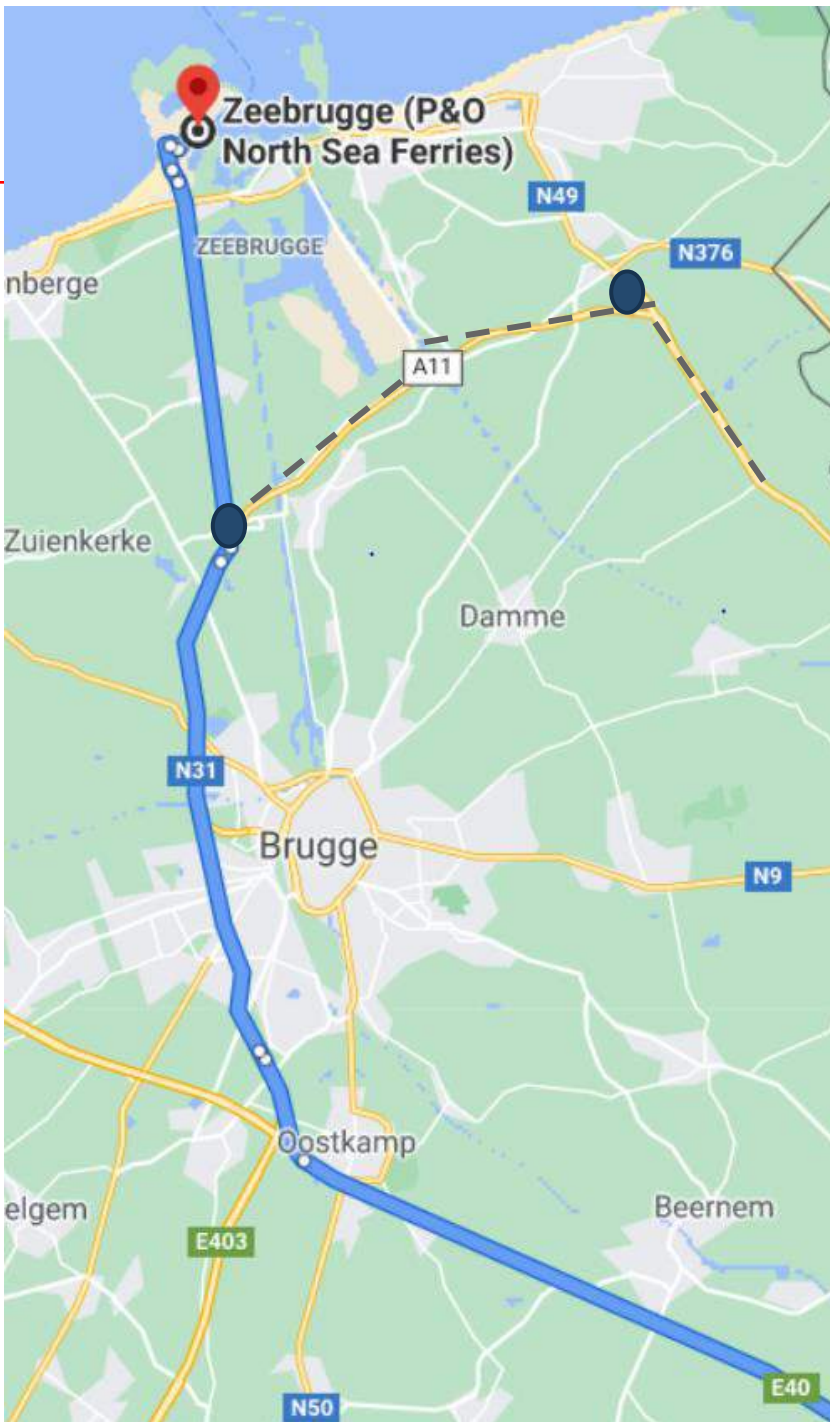 Zeebrugge (P&O
North Sea Ferries)
N49
ZEEBRUGGE
N376
nberge
A11
Zuienkerke
Damme
N31
Brugge
N9
Oostkamp
elgem
Beernem
E403
E40
N50